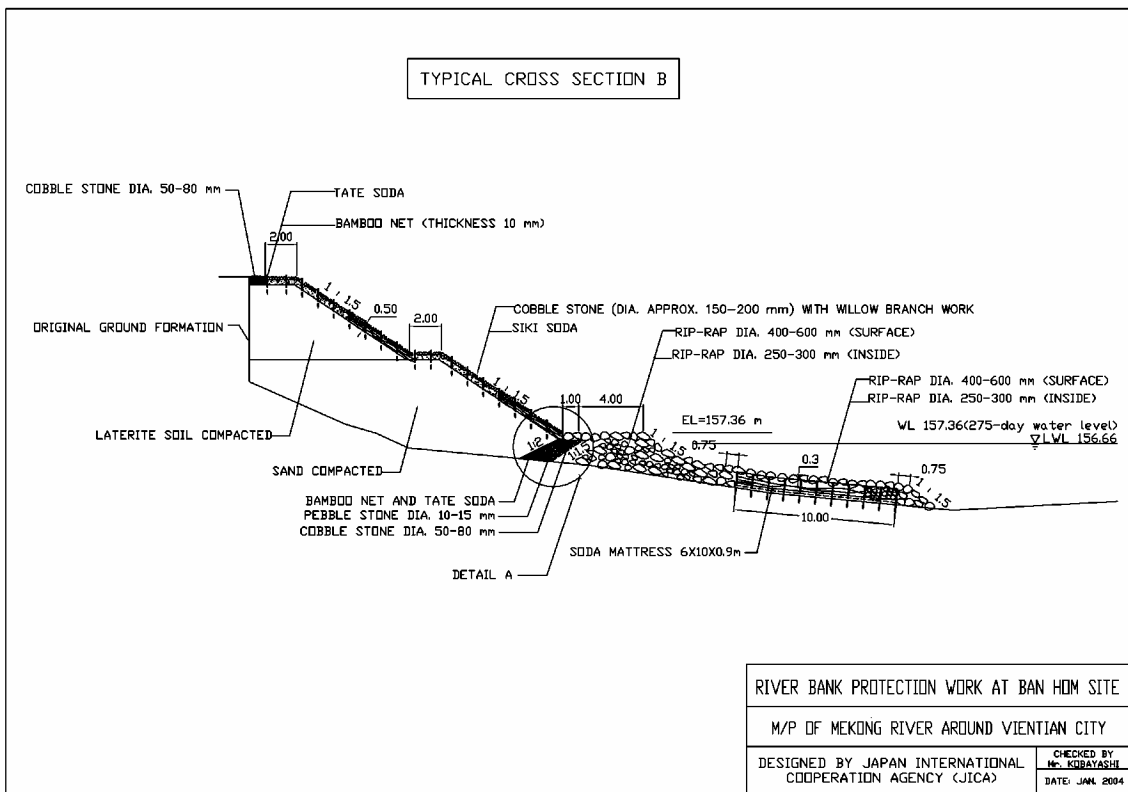 TYPICAL CROSS SECTION B
COBBLE STONE DIA. 50-80 mm
TATE SODA
BAMBOO NET (THICKNESS 10 mm)
2.00
1 : 1.5
0.50
2.00
ORIGINAL GROUND FORMATION
COBBLE STONE (DIA. APPROX. 150-200 mm) WITH WILLOW BRANCH WORK
SIKI SODA
RIP-RAP DIA. 400-600 mm (SURFACE)
RIP-RAP DIA. 250-300 mm (INSIDE)
1 : 1.5
RIP-RAP DIA. 400-600 mm (SURFACE)
RIP-RAP DIA. 250-300 mm (INSIDE)
1.00
4.00
EL=157.36 m
WL 157.36(275-day water level)
LWL 156.66
LATERITE SOIL COMPACTED
1:2
1:1.5
1 : 1.5
0.75
0.3
0.75
1 : 1.5
SAND COMPACTED
BAMBOO NET AND TATE SODA
PEBBLE STONE DIA. 10-15 mm
COBBLE STONE DIA. 50-80 mm
10.00
SODA MATTRESS 6X10X0.9m
DETAIL A
RIVER BANK PROTECTION WORK AT BAN HOM SITE
M/P OF MEKONG RIVER AROUND VIENTIAN CITY
DESIGNED BY JAPAN INTERNATIONAL
COOPERATION AGENCY (JICA)
CHECKED BY
Mr. KOBAYASHI
DATE: JAN. 2004